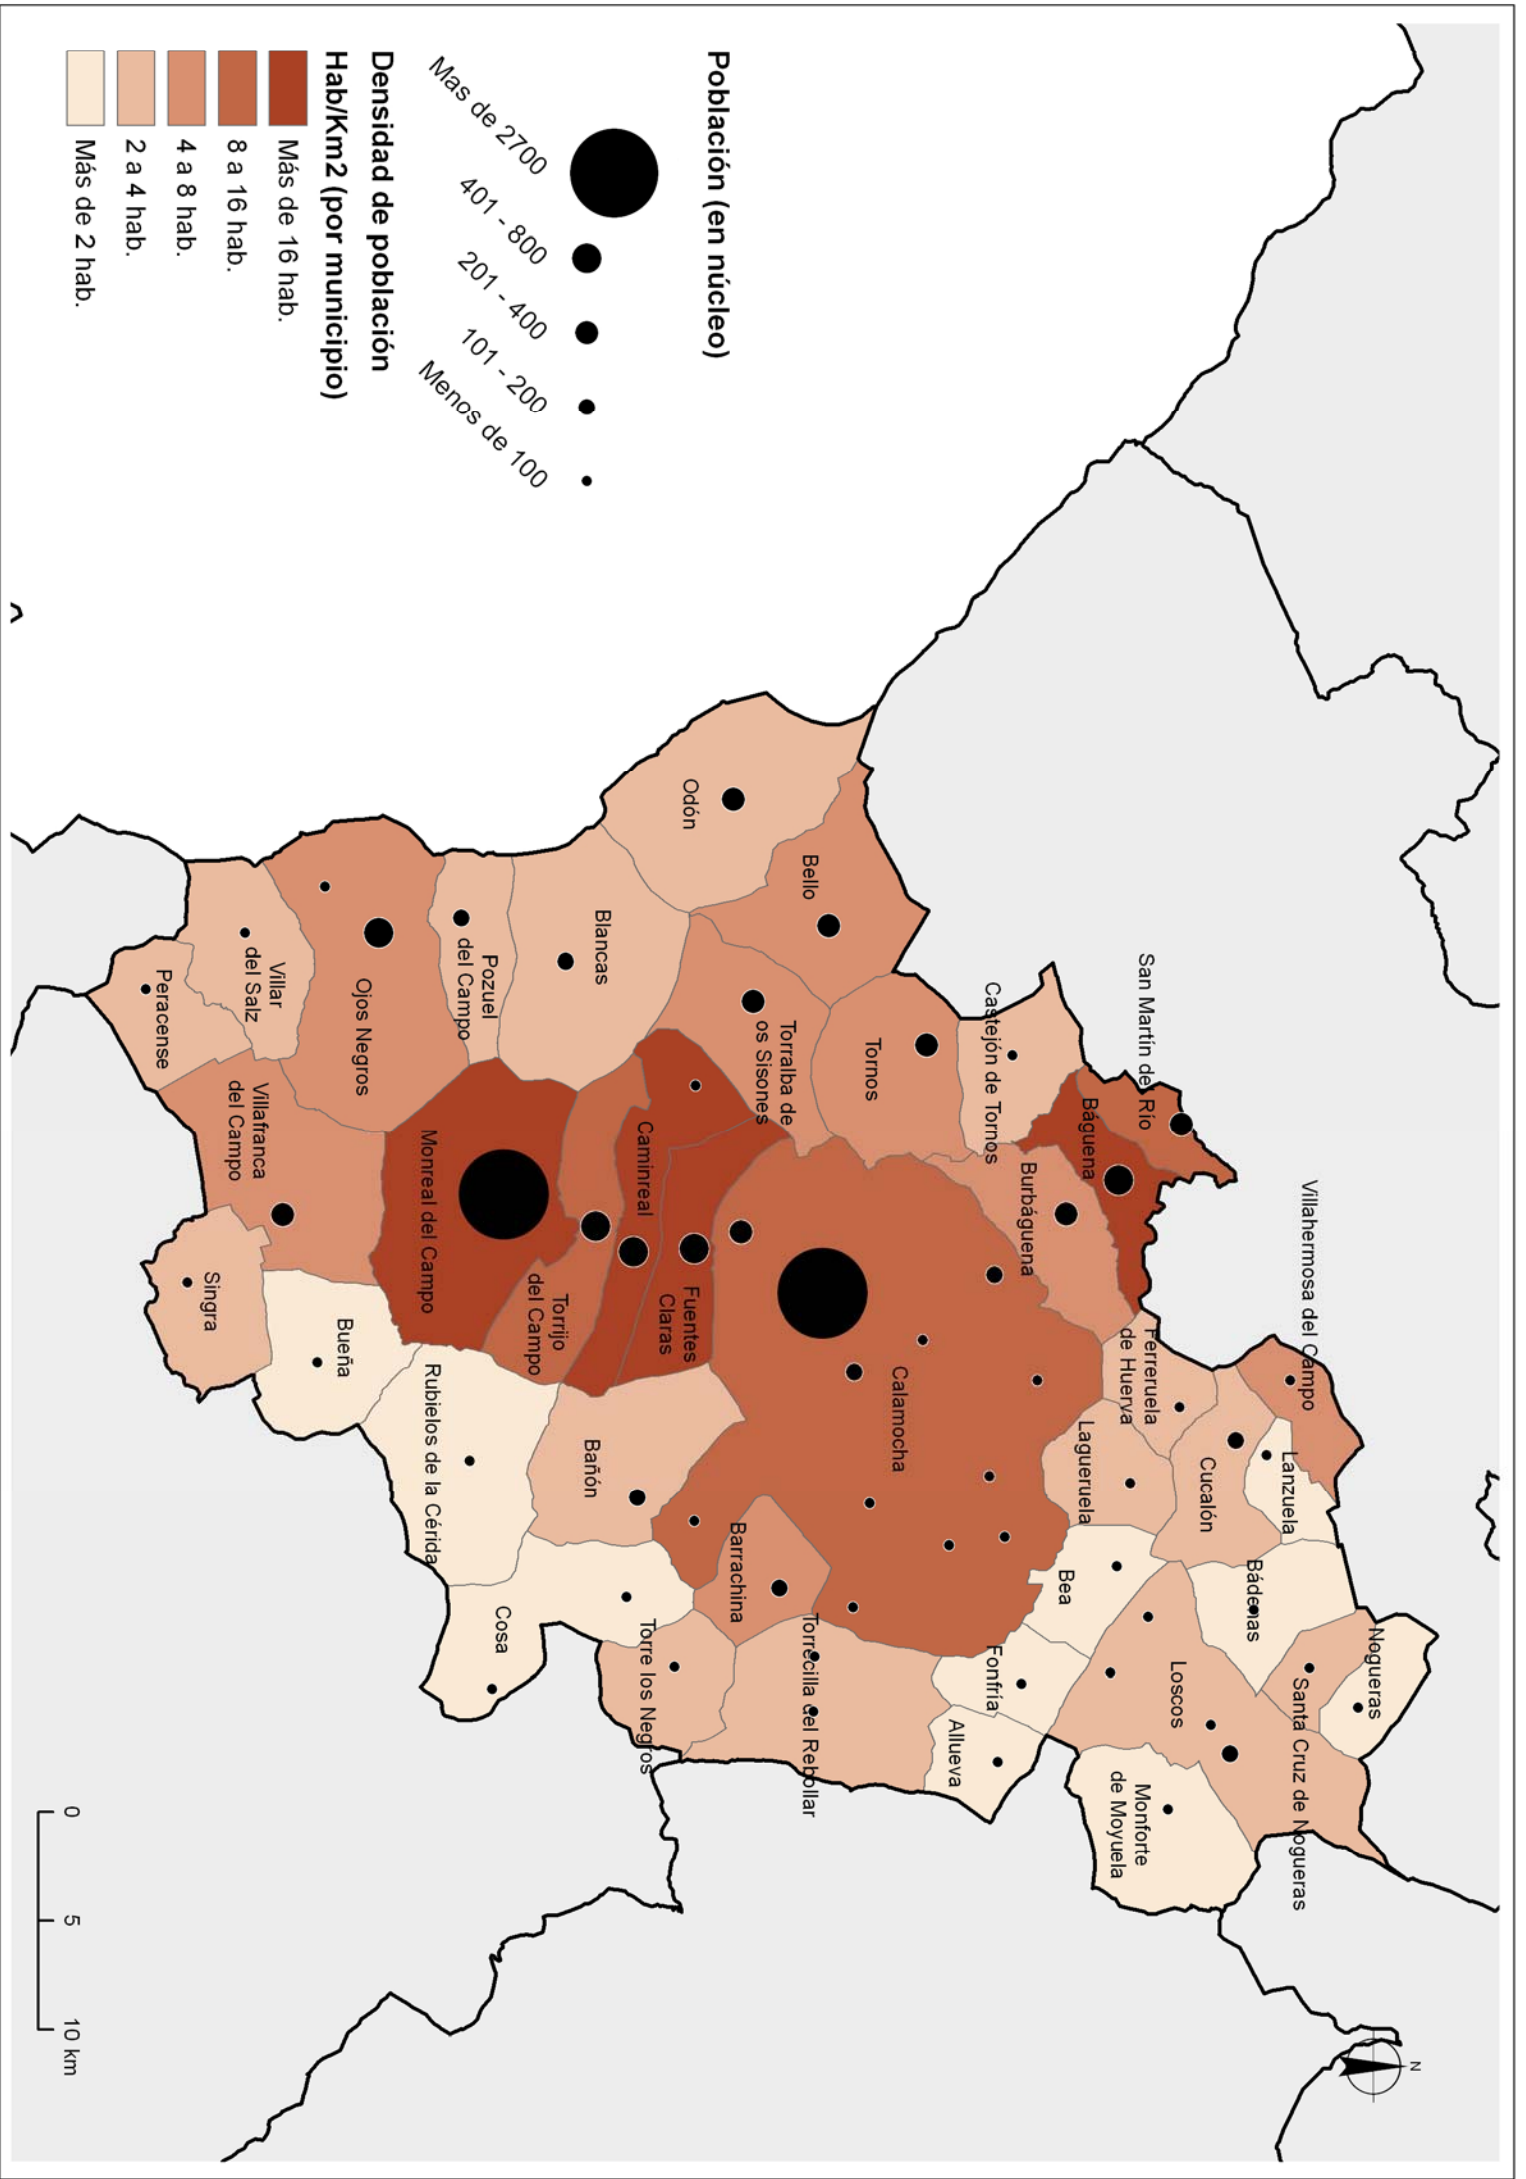 Población (en núcleo)
Mas de 2700
401 - 800
201 - 400
101 - 200
Menos de 100
Densidad de población
Hab/Km2 (por municipio)
Más de 16 hab.
8 a 16 hab.
4 a 8 hab.
2 a 4 hab.
Más de 2 hab.
N
Villahermosa del Campo
Nogueras
Santa Cruz de Nogueras
Lanzuela
Bádenas
Cucalón
San Martín del Río
Báguena
Ferreruela
de Huerva
Loscos
Monforte
de Moyuela
Lagueruela
Bea
Burbáguena
Castejón de Tornos
Fonfría
Allueva
Tornos
Calamocha
Bello
Torralba de
os Sisones
Torrecilla del Rebollar
Barrachina
Odón
Fuentes
Claras
Caminreal
Torre los Negros
Blancas
Bañón
Torrijo
del Campo
Cosa
Pozuel
del Campo
Monreal del Campo
Rubielos de la Cérida
Ojos Negros
Bueña
Villar
del Salz
Villafranca
del Campo
Singra
Peracense
0 5 10 km